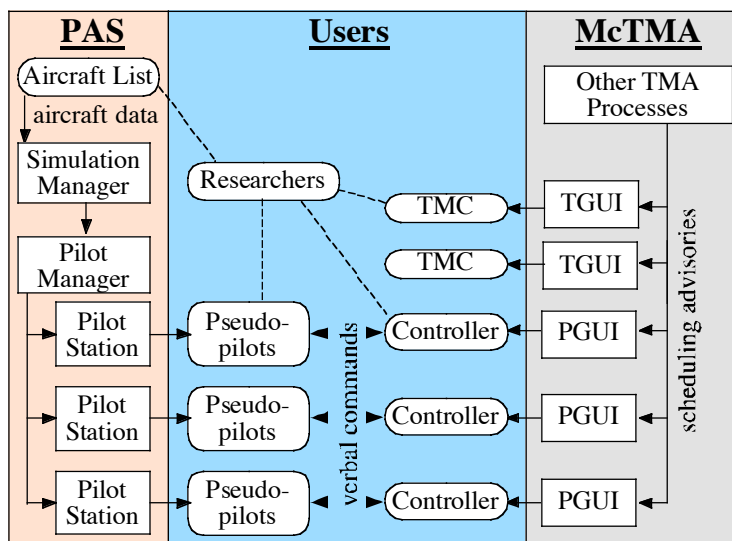 PAS
Users
McTMA
Aircraft List
aircraft data
Simulation
Manager
Pilot
Manager
Pilot
Station
Pilot
Station
Pilot
Station
Researchers
Pseudo-
pilots
Pseudo-
pilots
Pseudo-
pilots
verbal commands
TMC
TMC
Controller
Controller
Controller
Other TMA
Processes
TGUI
TGUI
PGUI
PGUI
PGUI
scheduling advisories